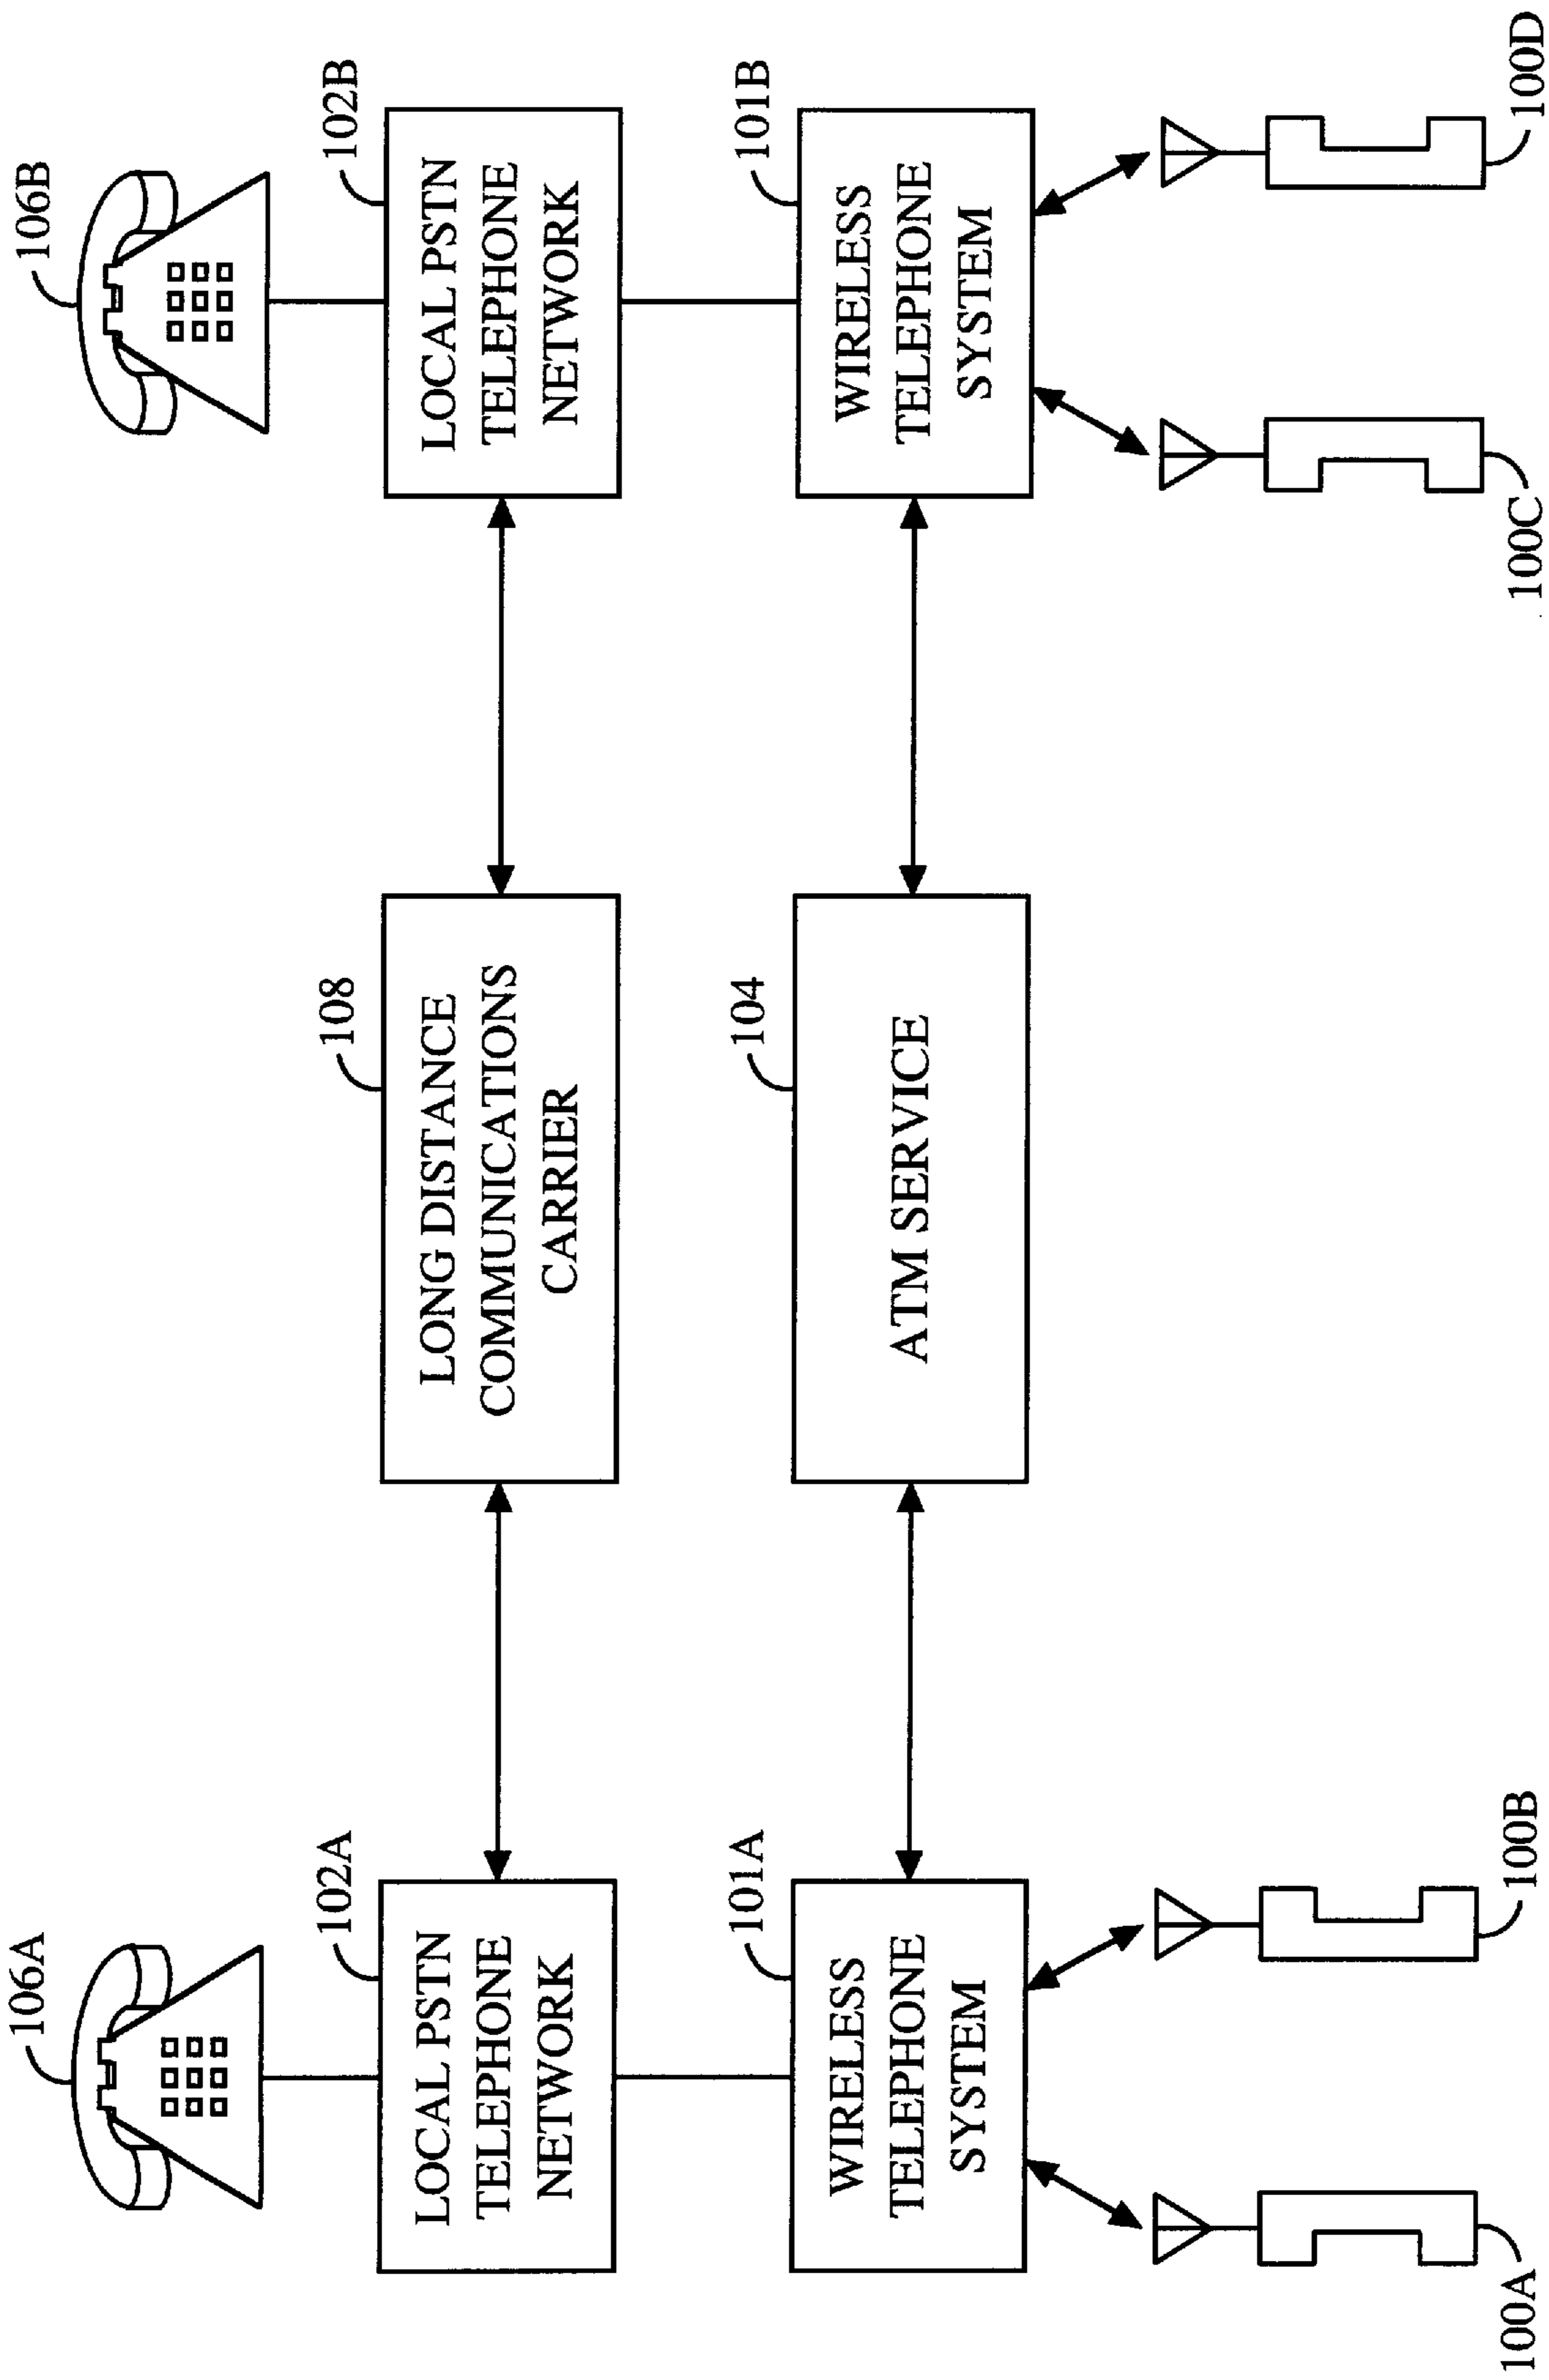 106A
106B
102A
LOCAL PSTN
TELEPHONE
NETWORK
108
LONG DISTANCE
COMMUNICATIONS
CARRIER
102B
LOCAL PSTN
TELEPHONE
NETWORK
101A
WIRELESS
TELEPHONE
SYSTEM
104
ATM SERVICE
101B
WIRELESS
TELEPHONE
SYSTEM
100A
100B
100C
100D